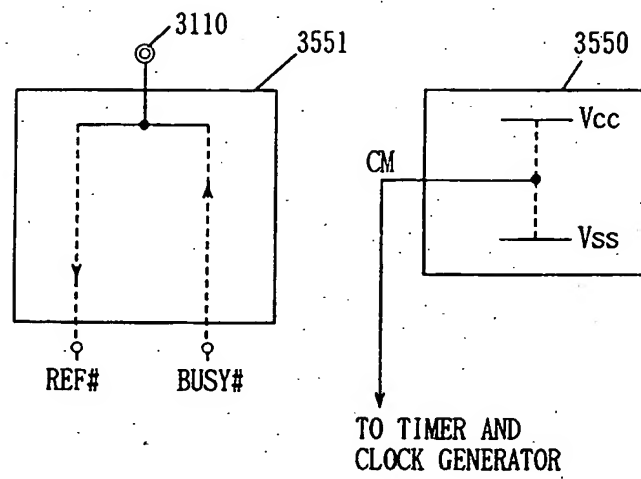 3110
3551
3550
Vcc
CM
Vss
REF#
BUSY#
TO TIMER AND
CLOCK GENERATOR